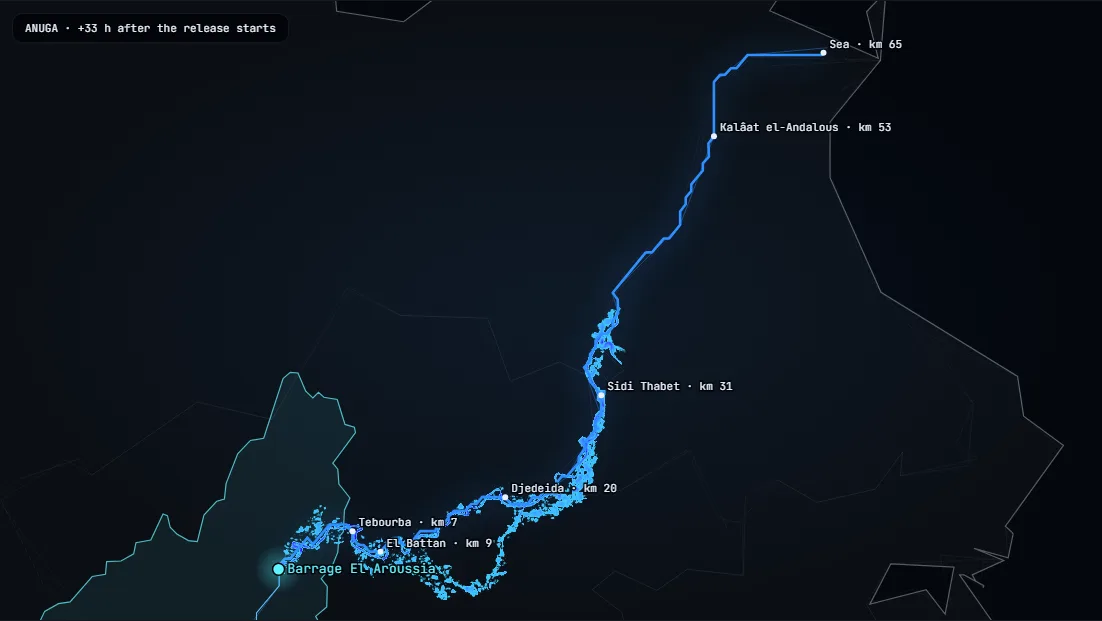 ANUGA · +33 h after the release starts
Sea · km 65
Kalâat el-Andalous · km 53
Sidi Thabet · km 31
Djedeida · km 20
Tebourba · km 7
El Battan · km 9
Barrage El Aroussia